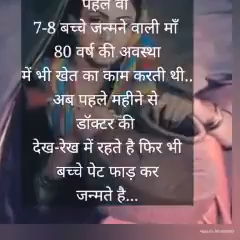 पहले वो
7-8 बच्चे जन्मने वाली माँ
80 वर्ष की अवस्था
में भी खेत का काम करती थी..
अब पहले महीने से
डॉक्टर की
देख-रेख में रहते है फिर भी
बच्चे पेट फाड़ कर
जन्मते है...